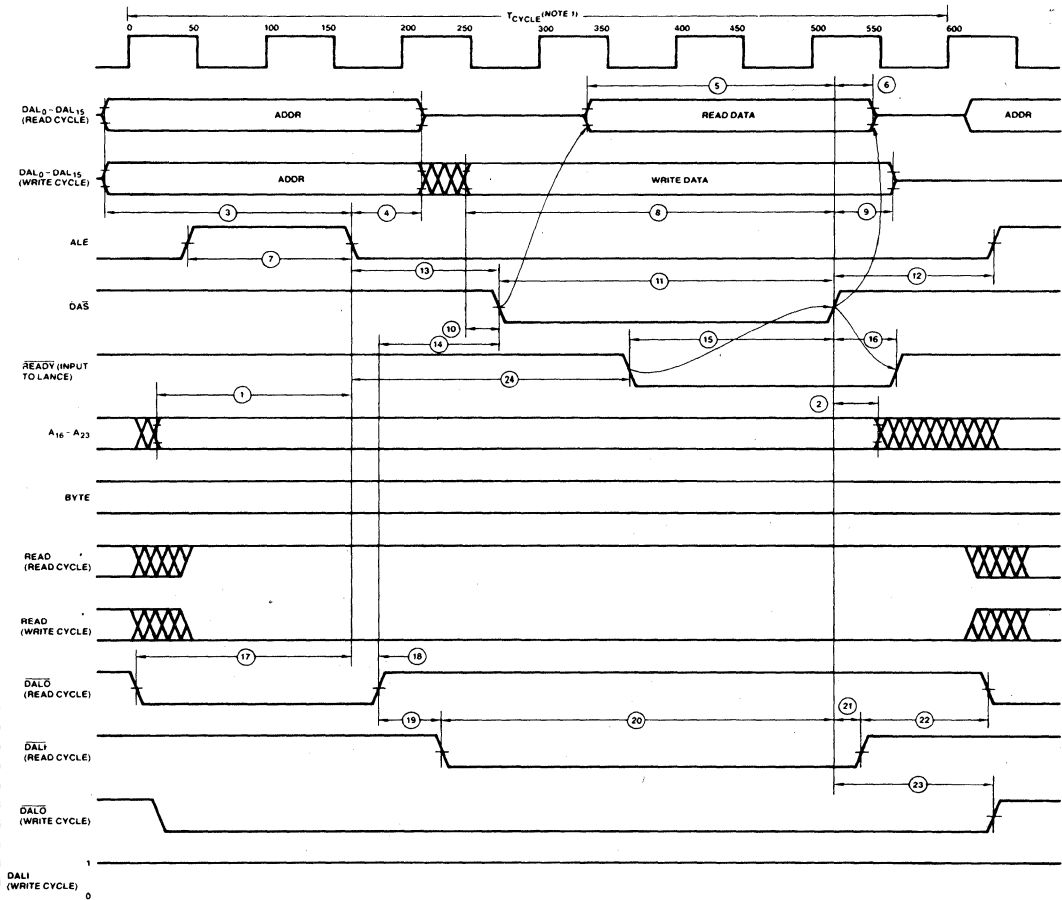 TCYCLE (NOTE 1)
0 50 100 150 200 250 300 350 400 450 500 550 600
5 6
DAL0 – DAL15
(READ CYCLE)
ADDR READ DATA ADDR
DAL0 – DAL15
(WRITE CYCLE)
ADDR WRITE DATA
3 4 8 9
ALE
7 13 11 12
DAS
10
14 15 16
READY (INPUT
TO LANCE)
24
1 2
A16 – A23
BYTE
READ
(READ CYCLE)
READ
(WRITE CYCLE)
17 18
DALO
(READ CYCLE)
19 20 21 22
DALI
(READ CYCLE)
23
DALO
(WRITE CYCLE)
1
DALI
(WRITE CYCLE)
0